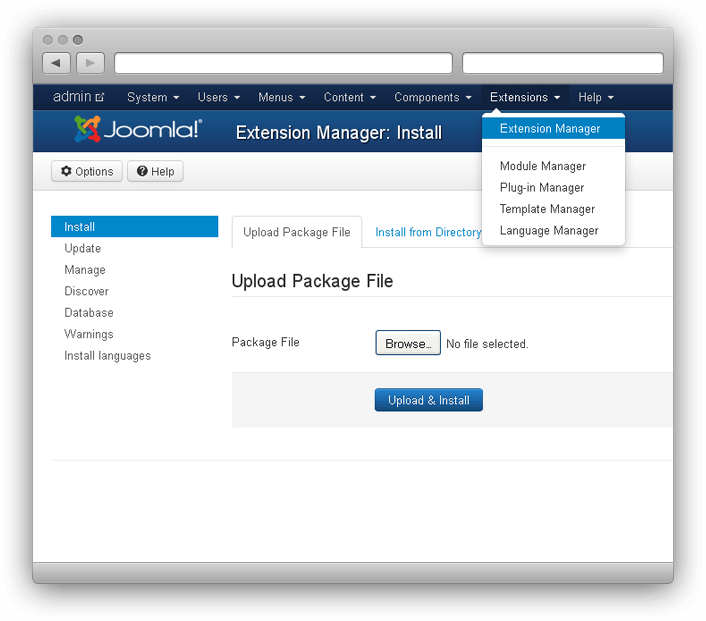 admin System Users Menus Content Components Extensions Help
Joomla!® Extension Manager: Install
Extension Manager
Module Manager
Plug-in Manager
Template Manager
Language Manager
Options Help
Install
Update
Manage
Discover
Database
Warnings
Install languages
Upload Package File Install from Directory
Upload Package File
Package File Browse... No file selected.
Upload & Install